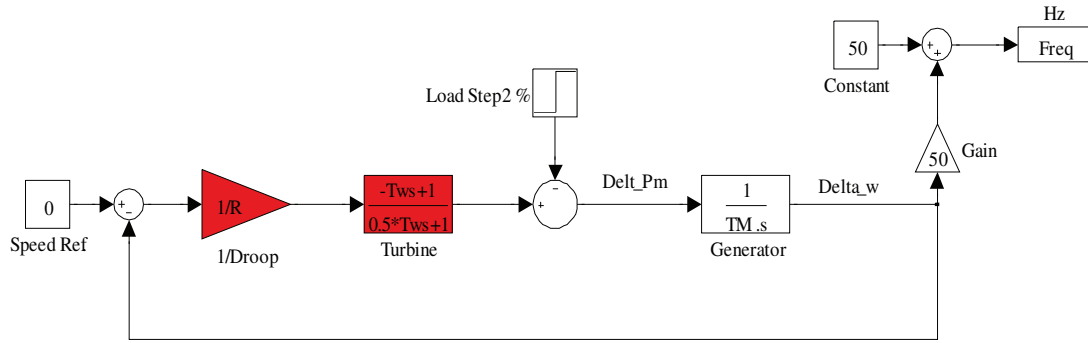 Hz
50
+
+
Freq
Constant
Load Step2 %
50
Gain
-
+
Delt_Pm
Delta_w
0
+
-
1/R
-Tws+1
0.5*Tws+1
1
TM .s
Speed Ref
1/Droop
Turbine
Generator